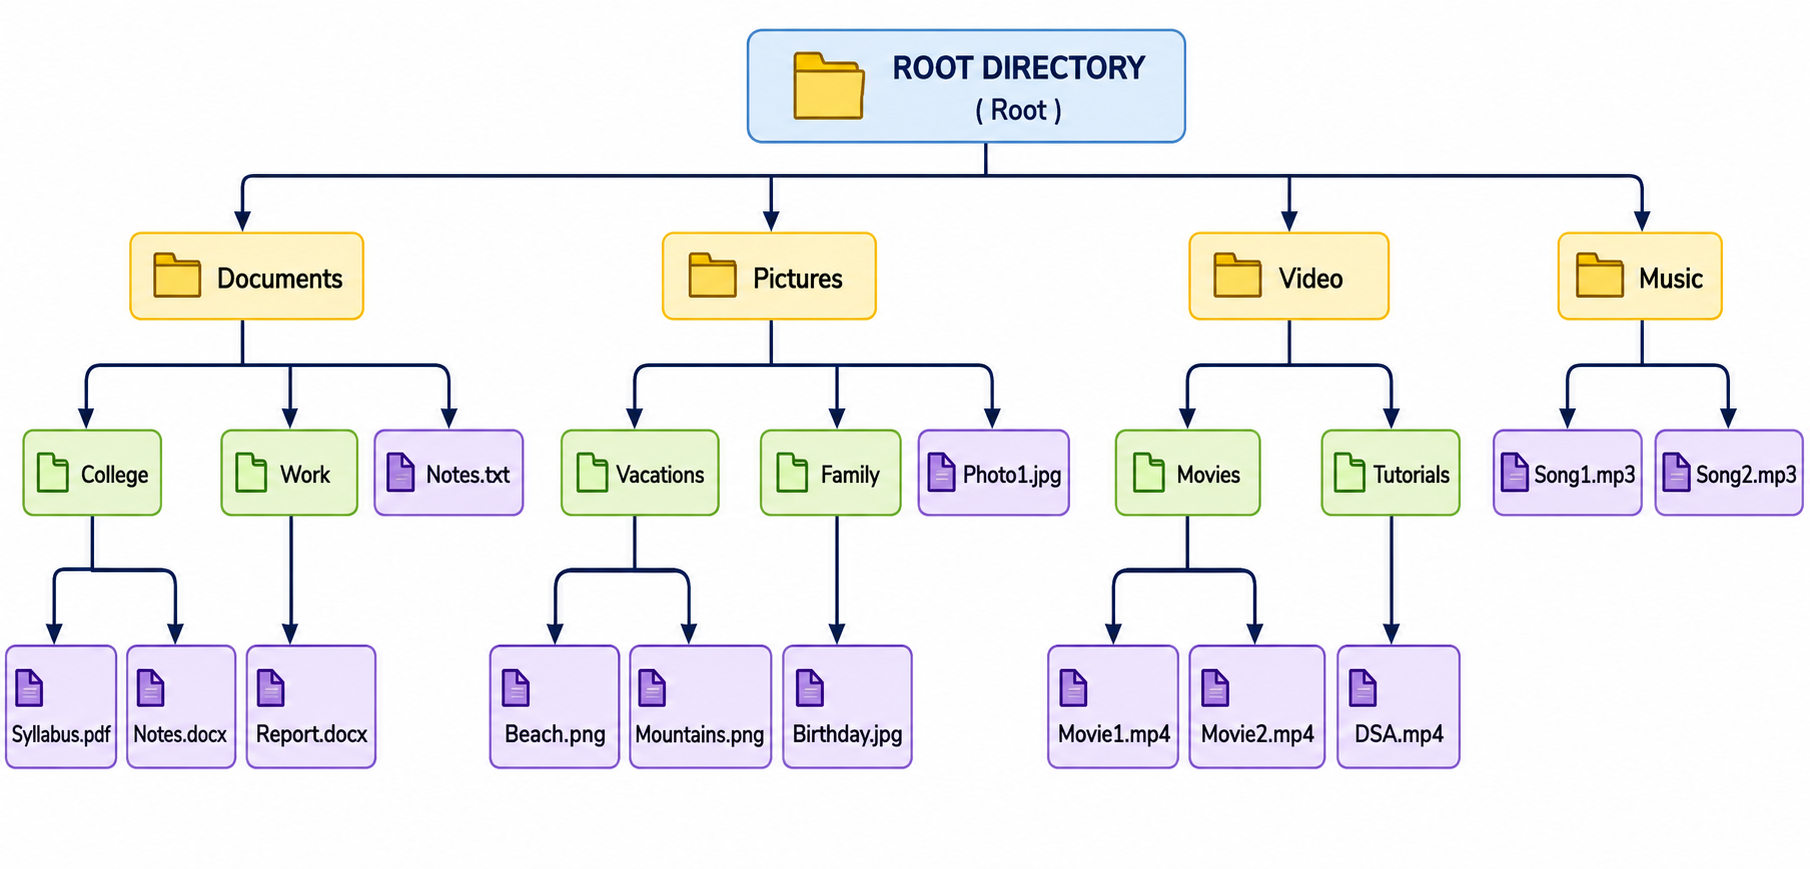 ROOT DIRECTORY
( Root )
Documents
Pictures
Video
Music
College
Work
Notes.txt
Vacations
Family
Photo1.jpg
Movies
Tutorials
Song1.mp3
Song2.mp3
Syllabus.pdf
Notes.docx
Report.docx
Beach.png
Mountains.png
Birthday.jpg
Movie1.mp4
Movie2.mp4
DSA.mp4